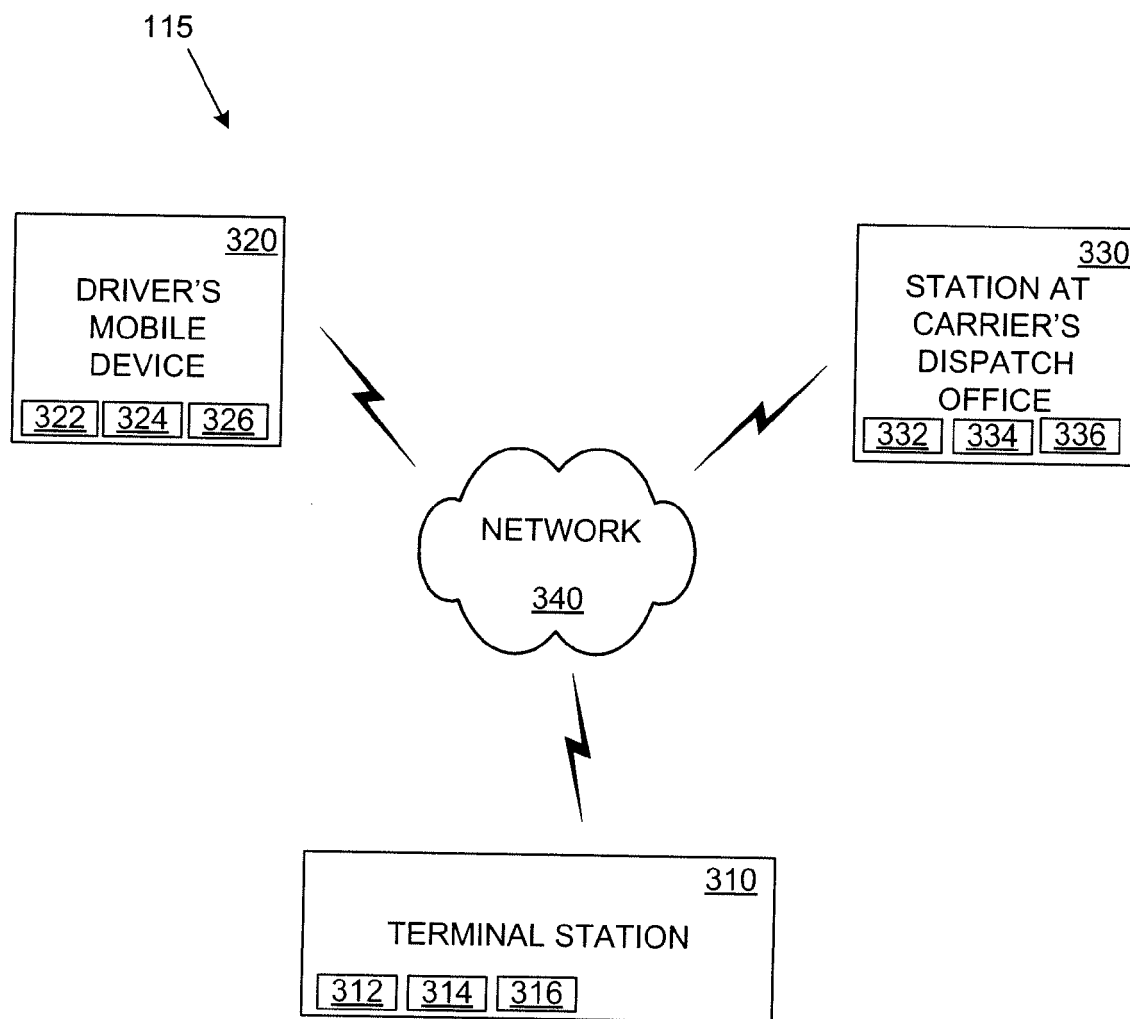 115
320
DRIVER'S
MOBILE
DEVICE
322 324 326
330
STATION AT
CARRIER'S
DISPATCH
OFFICE
332 334 336
NETWORK
340
310
TERMINAL STATION
312 314 316